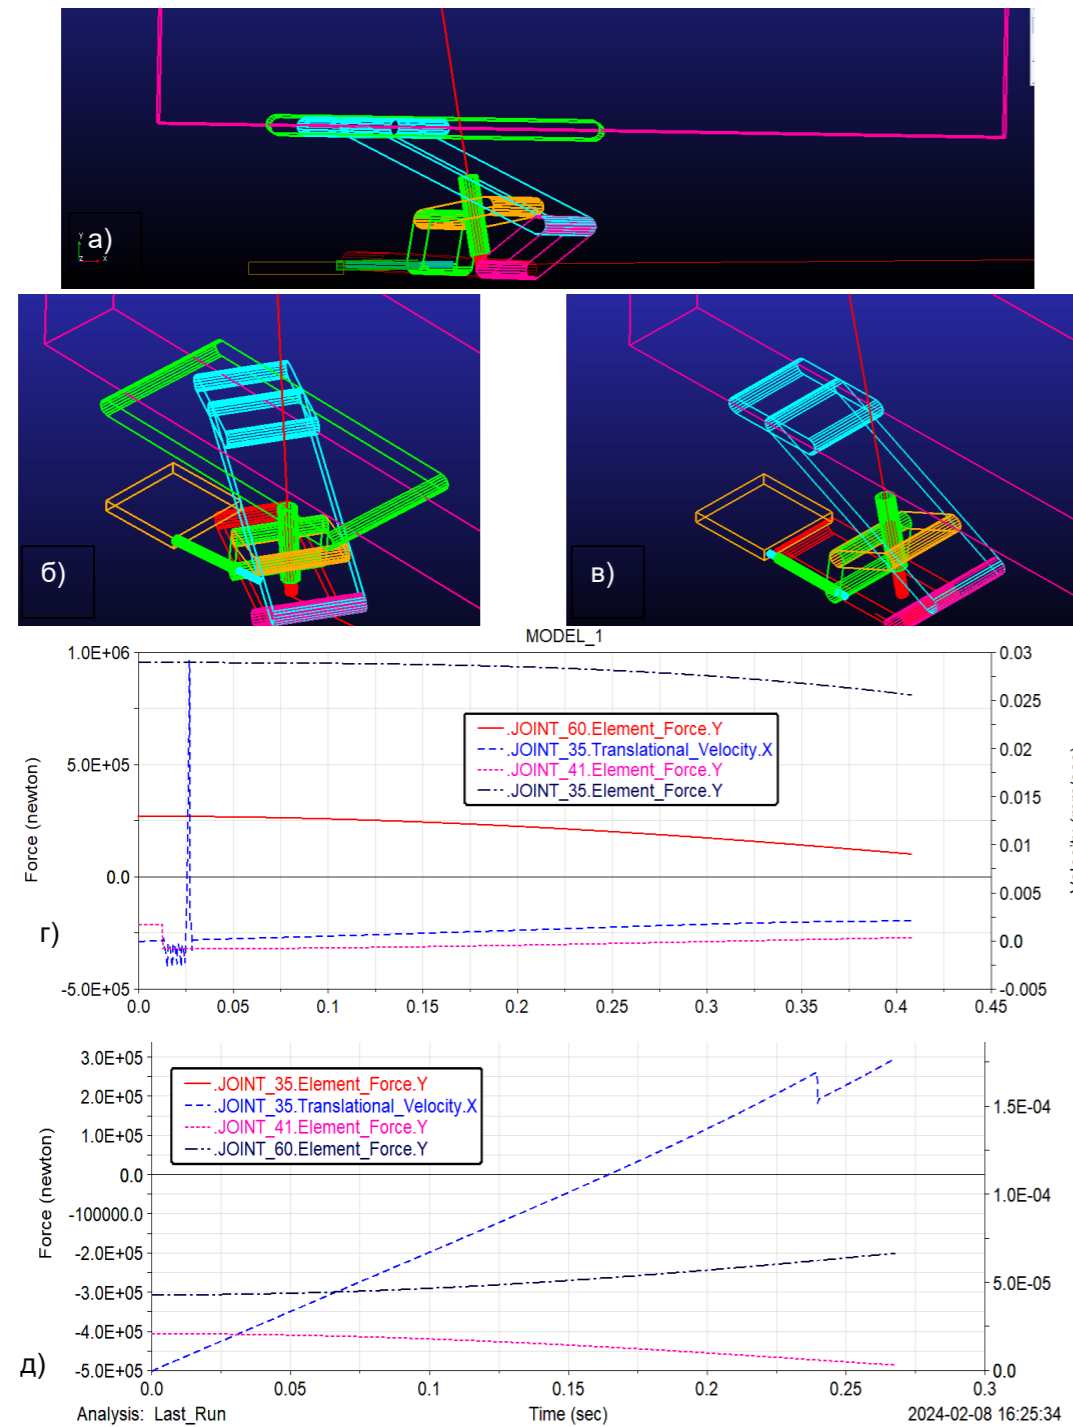 а)
Y
Z
X
б)
в)
MODEL_1
1.0E+06
5.0E+05
0.0
-5.0E+05
Force (newton)
0.03
0.025
0.02
0.015
0.01
0.005
0.0
-0.005
.JOINT_60.Element_Force.Y
.JOINT_35.Translational_Velocity.X
.JOINT_41.Element_Force.Y
.JOINT_35.Element_Force.Y
г)
0.0 0.05 0.1 0.15 0.2 0.25 0.3 0.35 0.4 0.45
3.0E+05
2.0E+05
1.0E+05
0.0
-100000.0
-2.0E+05
-3.0E+05
-4.0E+05
-5.0E+05
Force (newton)
.JOINT_35.Element_Force.Y
.JOINT_35.Translational_Velocity.X
.JOINT_41.Element_Force.Y
.JOINT_60.Element_Force.Y
1.5E-04
1.0E-04
5.0E-05
0.0
д)
0.0 0.05 0.1 0.15 0.2 0.25 0.3
Analysis: Last_Run Time (sec) 2024-02-08 16:25:34